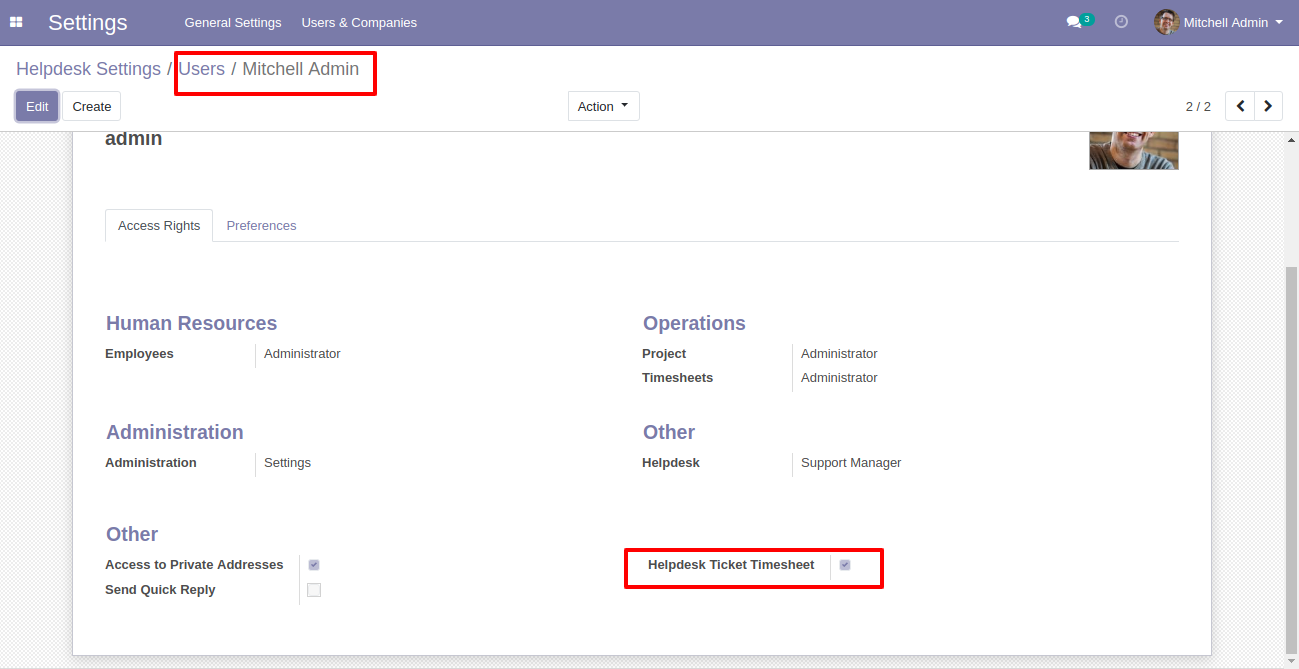 Settings General Settings Users & Companies 3 Mitchell Admin
Helpdesk Settings / Users / Mitchell Admin
Edit Create Action 2 / 2
admin
Access Rights Preferences
Human Resources Operations
Employees Administrator Project Administrator
Timesheets Administrator
Administration Other
Administration Settings Helpdesk Support Manager
Other
Access to Private Addresses Helpdesk Ticket Timesheet
Send Quick Reply